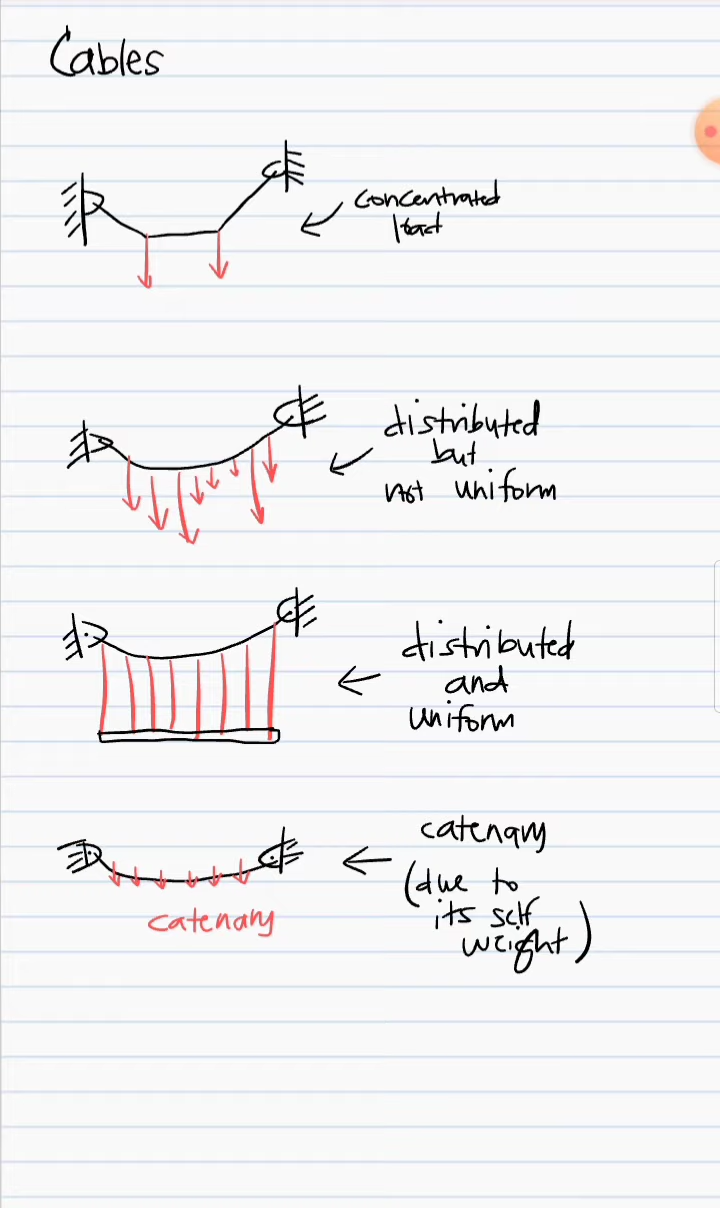 Cables
concentrated
load
distributed
but
not uniform
distributed
and
uniform
catenary
(due to
its self
weight)
catenary